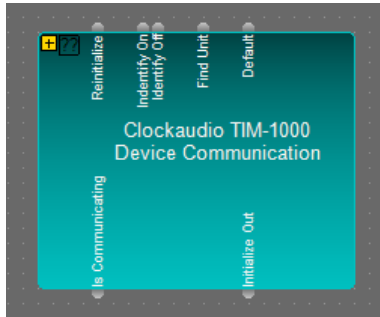 ??
Reinitialize
Indentify On
Identify Off
Find Unit
Default
Clockaudio TIM-1000
Device Communication
Is Communicating
Initialize Out